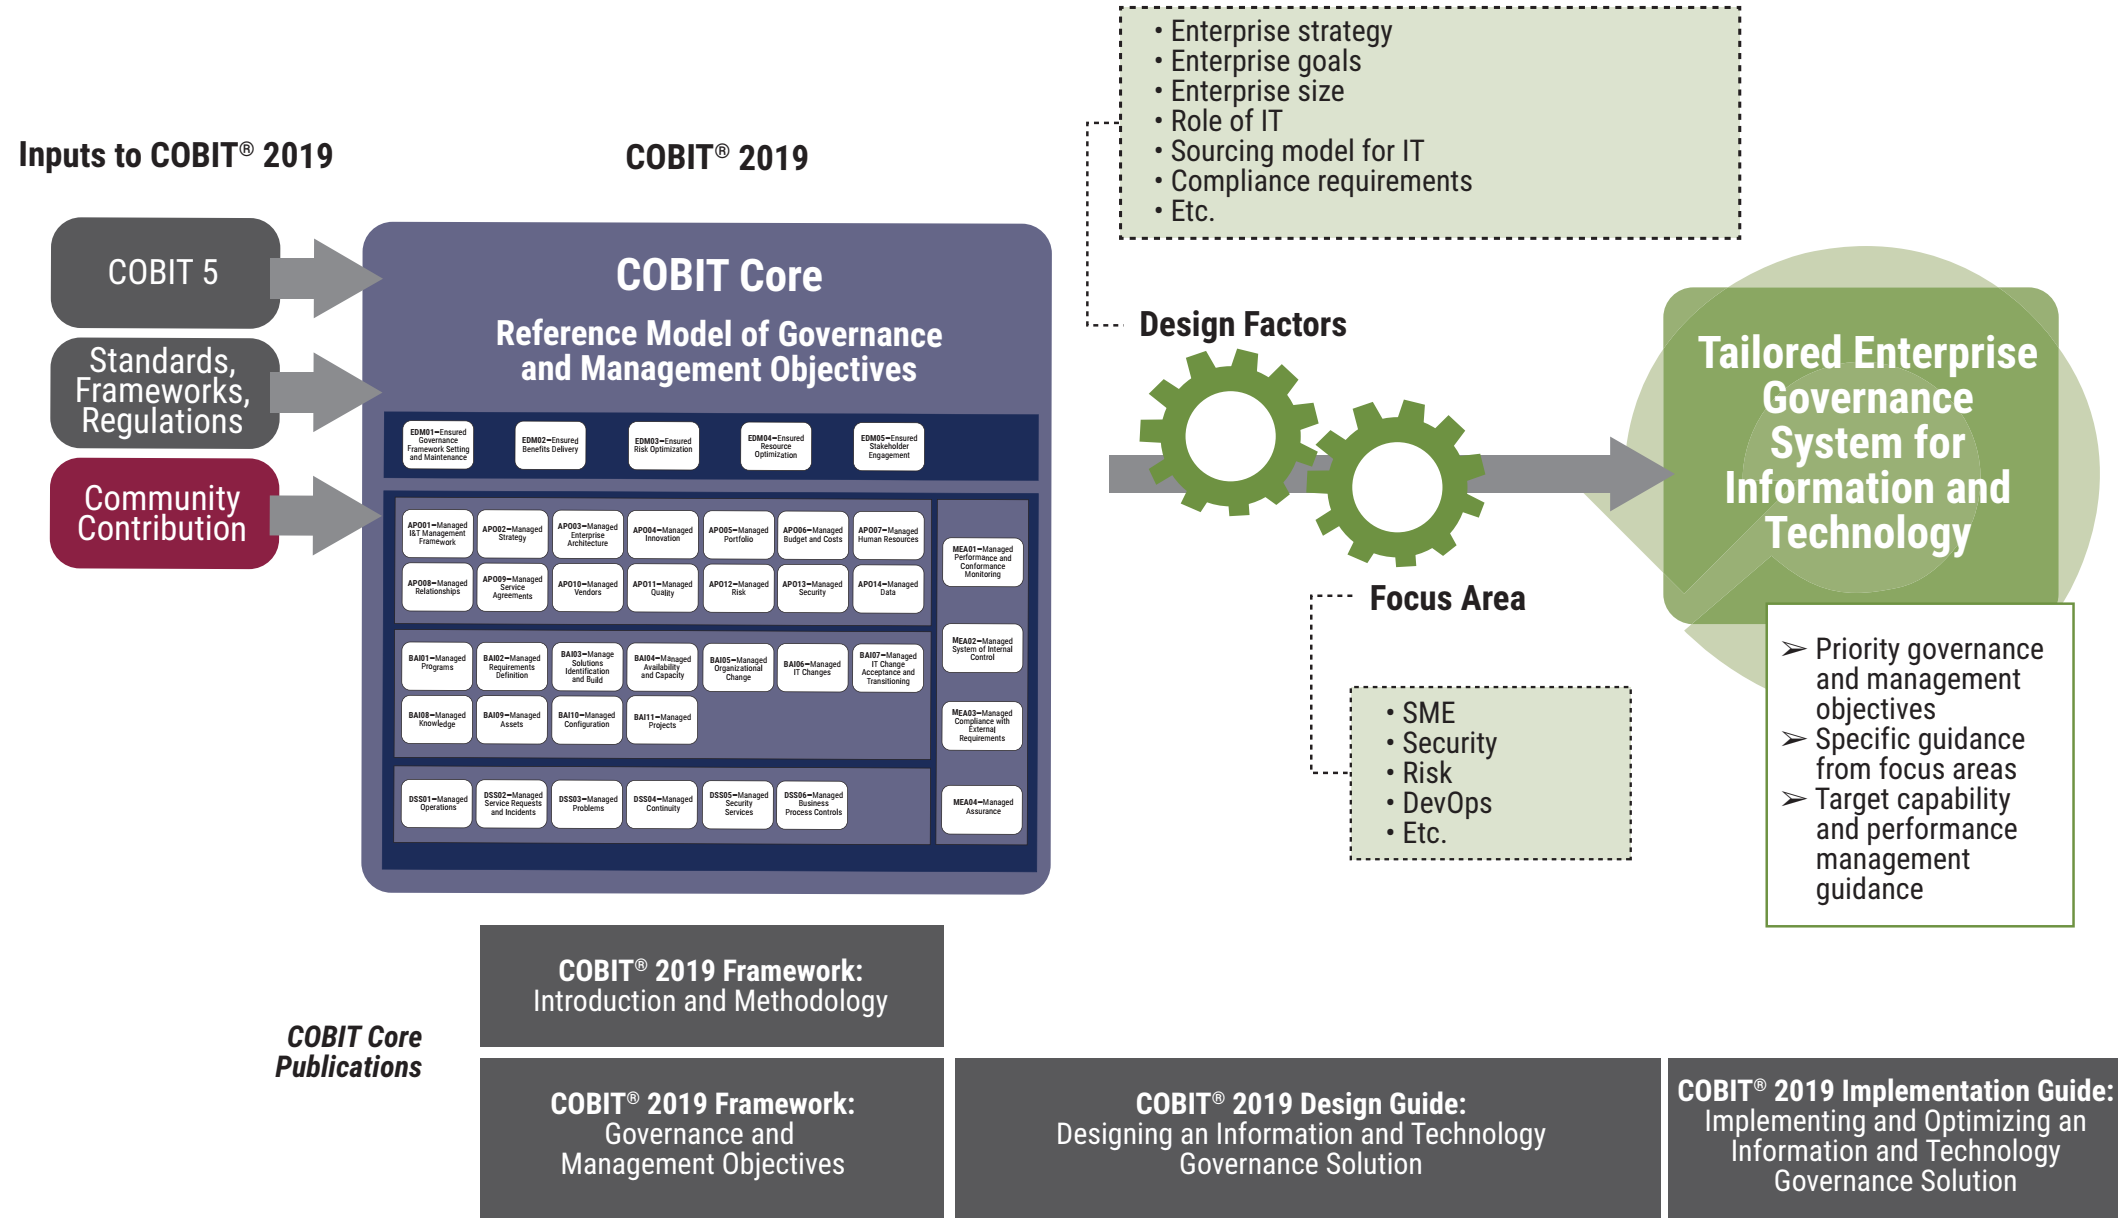 Inputs to COBIT® 2019
COBIT 5
Standards,
Frameworks,
Regulations
Community
Contribution
COBIT® 2019
COBIT Core
Reference Model of Governance
and Management Objectives
EDM01—Ensured
Governance
Framework Setting
and Maintenance
EDM02—Ensured
Benefits Delivery
EDM03—Ensured
Risk Optimization
EDM04—Ensured
Resource
Optimization
EDM05—Ensured
Stakeholder
Engagement
APO01—Managed
I&T Management
Framework
APO02—Managed
Strategy
APO03—Managed
Enterprise
Architecture
APO04—Managed
Innovation
APO05—Managed
Portfolio
APO06—Managed
Budget and Costs
APO07—Managed
Human Resources
APO08—Managed
Relationships
APO09—Managed
Service
Agreements
APO10—Managed
Vendors
APO11—Managed
Quality
APO12—Managed
Risk
APO13—Managed
Security
APO14—Managed
Data
BAI01—Managed
Programs
BAI02—Managed
Requirements
Definition
BAI03—Manage
Solutions
Identification
and Build
BAI04—Managed
Availability
and Capacity
BAI05—Managed
Organizational
Change
BAI06—Managed
IT Changes
BAI07—Managed
IT Change
Acceptance and
Transitioning
BAI08—Managed
Knowledge
BAI09—Managed
Assets
BAI10—Managed
Configuration
BAI11—Managed
Projects
DSS01—Managed
Operations
DSS02—Managed
Service Requests
and Incidents
DSS03—Managed
Problems
DSS04—Managed
Continuity
DSS05—Managed
Security
Services
DSS06—Managed
Business
Process Controls
MEA01—Managed
Performance and
Conformance
Monitoring
MEA02—Managed
System of Internal
Control
MEA03—Managed
Compliance with
External
Requirements
MEA04—Managed
Assurance
• Enterprise strategy
• Enterprise goals
• Enterprise size
• Role of IT
• Sourcing model for IT
• Compliance requirements
• Etc.
Design Factors
Focus Area
• SME
• Security
• Risk
• DevOps
• Etc.
Tailored Enterprise
Governance
System for
Information and
Technology
➢ Priority governance
and management
objectives
➢ Specific guidance
from focus areas
➢ Target capability
and performance
management
guidance
COBIT Core
Publications
COBIT® 2019 Framework:
Introduction and Methodology
COBIT® 2019 Framework:
Governance and
Management Objectives
COBIT® 2019 Design Guide:
Designing an Information and Technology
Governance Solution
COBIT® 2019 Implementation Guide:
Implementing and Optimizing an
Information and Technology
Governance Solution